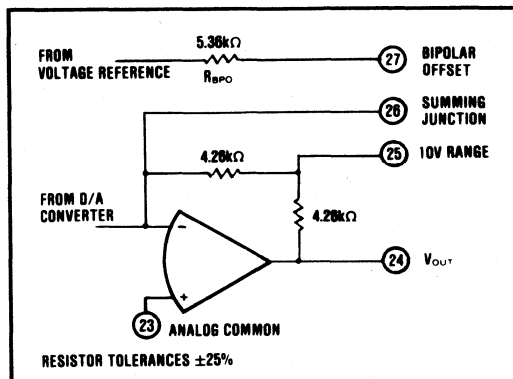 5.36kΩ
FROM
VOLTAGE REFERENCE
RBPO
27
BIPOLAR
OFFSET
26
SUMMING
JUNCTION
4.26kΩ
25
10V RANGE
FROM D/A
CONVERTER
4.26kΩ
−
+
24
VOUT
23
ANALOG COMMON
RESISTOR TOLERANCES ±25%